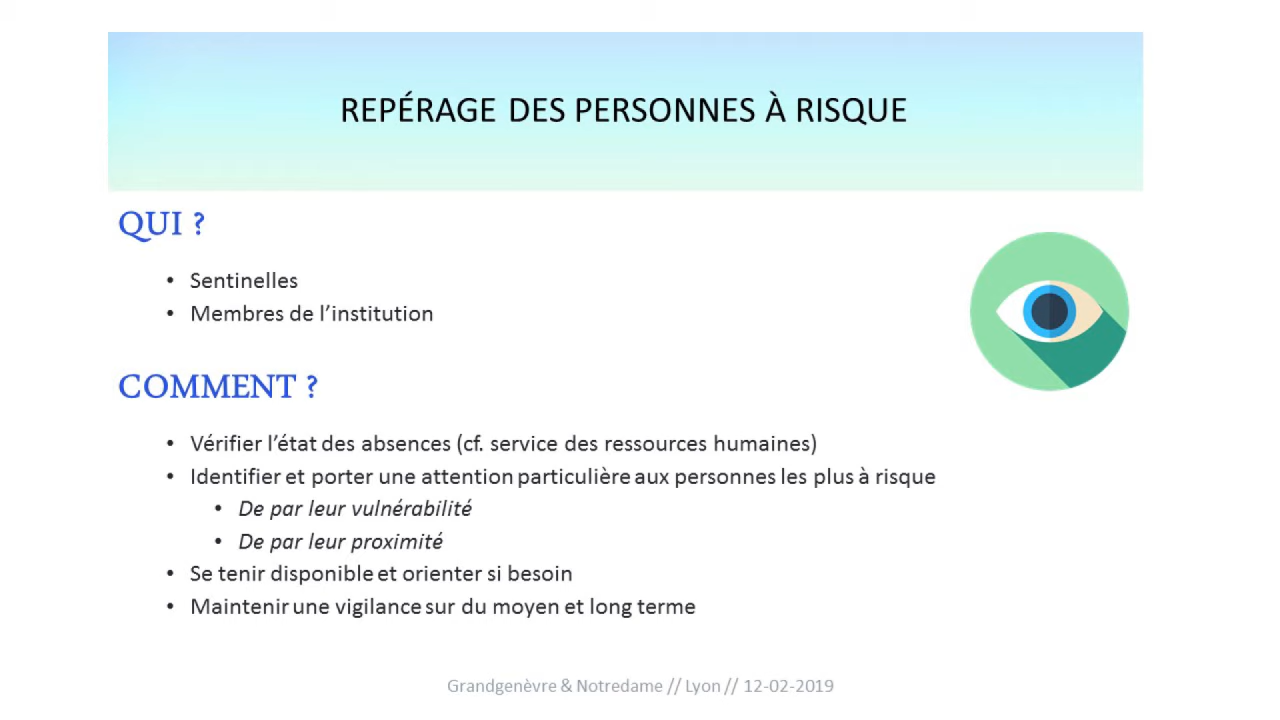 REPÉRAGE DES PERSONNES À RISQUE
QUI ?
• Sentinelles
• Membres de l’institution
COMMENT ?
• Vérifier l’état des absences (cf. service des ressources humaines)
• Identifier et porter une attention particulière aux personnes les plus à risque
• De par leur vulnérabilité
• De par leur proximité
• Se tenir disponible et orienter si besoin
• Maintenir une vigilance sur du moyen et long terme
Grandgenèvre & Notredame // Lyon // 12-02-2019